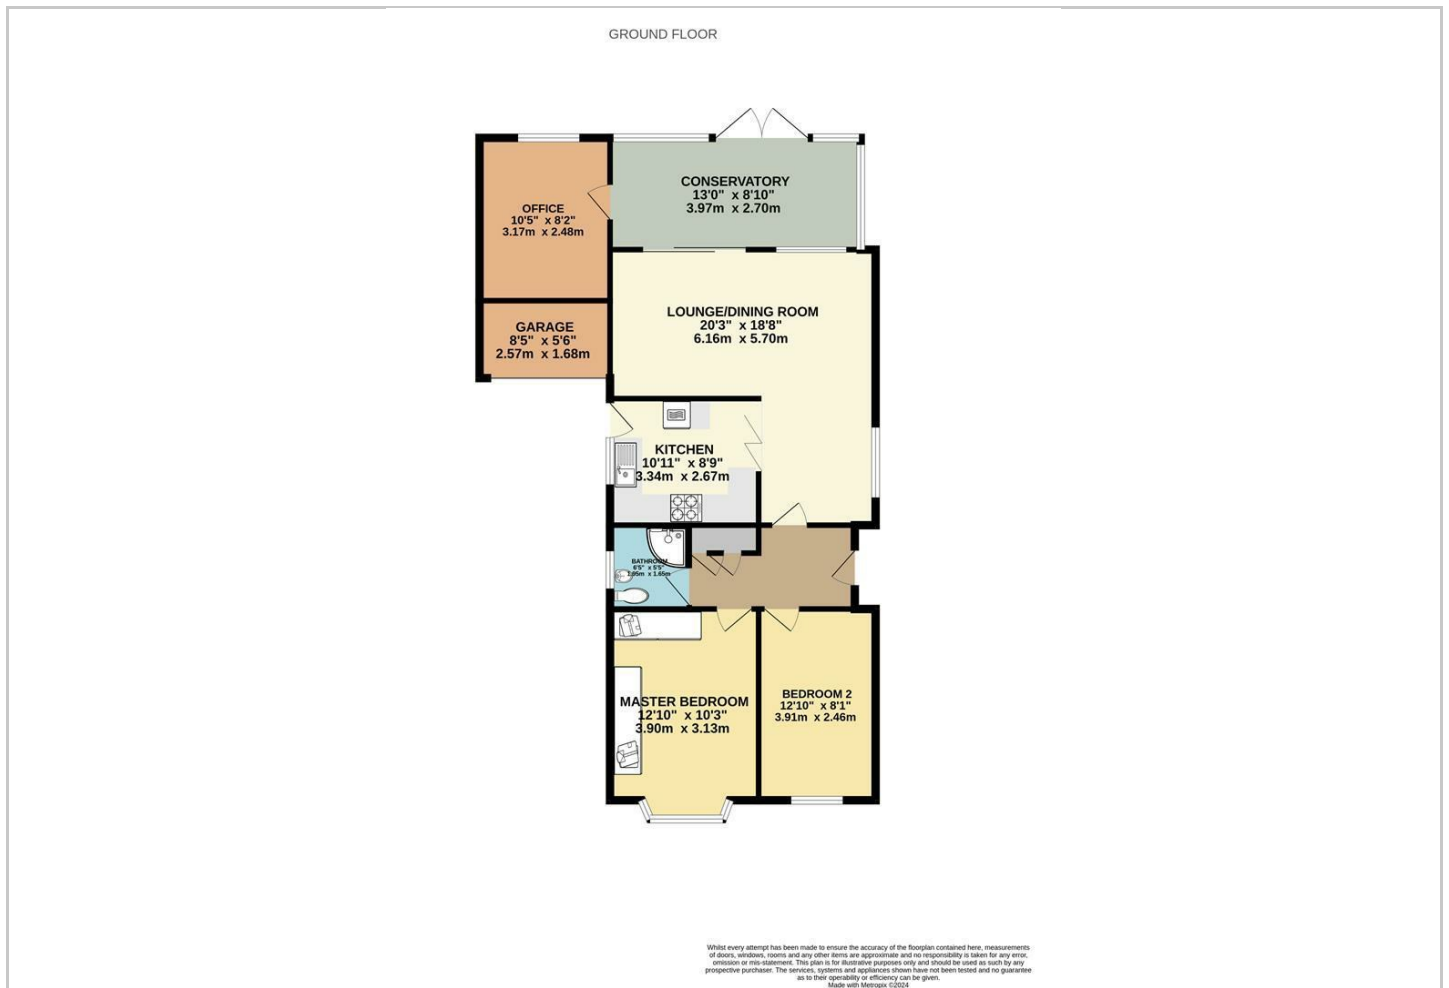 GROUND FLOOR
CONSERVATORY
13'0" x 8'10"
3.97m x 2.70m
OFFICE
10'5" x 8'2"
3.17m x 2.48m
LOUNGE/DINING ROOM
20'3" x 18'8"
6.16m x 5.70m
GARAGE
8'5" x 5'6"
2.57m x 1.68m
KITCHEN
10'11" x 8'9"
3.34m x 2.67m
BATHROOM
6'5" x 5'5"
x 1.65m
MASTER BEDROOM
12'10" x 10'3"
3.90m x 3.13m
BEDROOM 2
12'10" x 8'1"
3.91m x 2.46m
Whilst every attempt has been made to ensure the accuracy of the floorplan contained here, measurements
of doors, windows, rooms and any other items are approximate and no responsibility is taken for any error,
omission or mis-statement. This plan is for illustrative purposes only and should be used as such by any
prospective purchaser. The services, systems and appliances shown have not been tested and no guarantee
as to their operability or efficiency can be given.
Made with Metropix ©2024